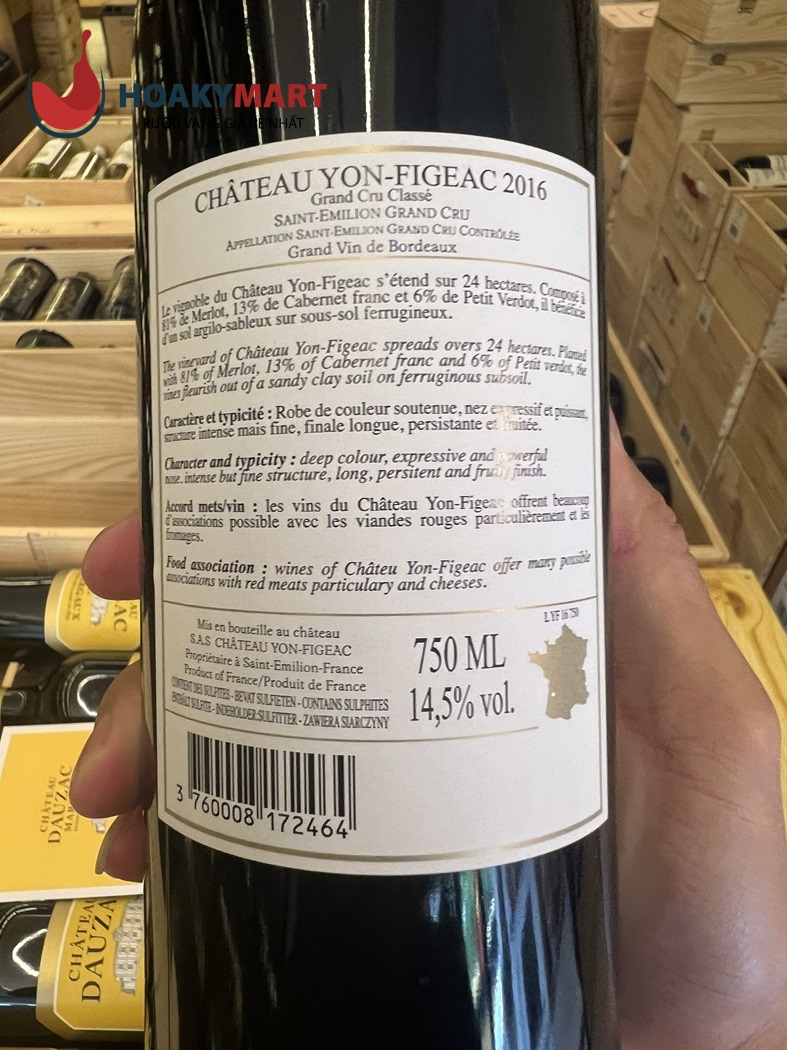 HOAKYMART
RƯỢU VANG GIÁ RẺ NHẤT
CHÂTEAU YON-FIGEAC 2016
Grand Cru Classé
SAINT-EMILION GRAND CRU
APPELLATION SAINT-EMILION GRAND CRU CONTRÔLÉE
Grand Vin de Bordeaux
Le vignoble du Château Yon-Figeac s'étend sur 24 hectares. Composé à
81% de Merlot, 13% de Cabernet franc et 6% de Petit Verdot, il bénéficie
d'un sol argilo-sableux sur sous-sol ferrugineux.
The vineyard of Château Yon-Figeac spreads overs 24 hectares. Planted
with 81% of Merlot, 13% of Cabernet franc and 6% of Petit verdot, the
vines flourish out of a sandy clay soil on ferruginous subsoil.
Caractère et typicité : Robe de couleur soutenue, nez expressif et puissant,
structure intense mais fine, finale longue, persistante et fruitée.
Character and typicity : deep colour, expressive and powerful
nose, intense but fine structure, long, persitent and fruity finish.
Accord mets/vin : les vins du Château Yon-Figeac offrent beaucoup
d'associations possible avec les viandes rouges particulièrement et les
fromages.
Food association : wines of Châteu Yon-Figeac offer many possible
associations with red meats particulary and cheeses.
Mis en bouteille au château
S.A.S CHÂTEAU YON-FIGEAC
Propriétaire à Saint-Emilion-France
Product of France/Produit de France
CONTIENT DES SULFITES - BEVAT SULFIETEN - CONTAINS SULPHITES
ENTHÄLT SULFITE - INDEHOLDER SULFITTER - ZAWIERA SIARCZYNY
750 ML
14,5% vol.
L YF 16 750
3 760008 172464
CHÂTEAU
DAUZAC
CHÂTEAU
DAUZAC